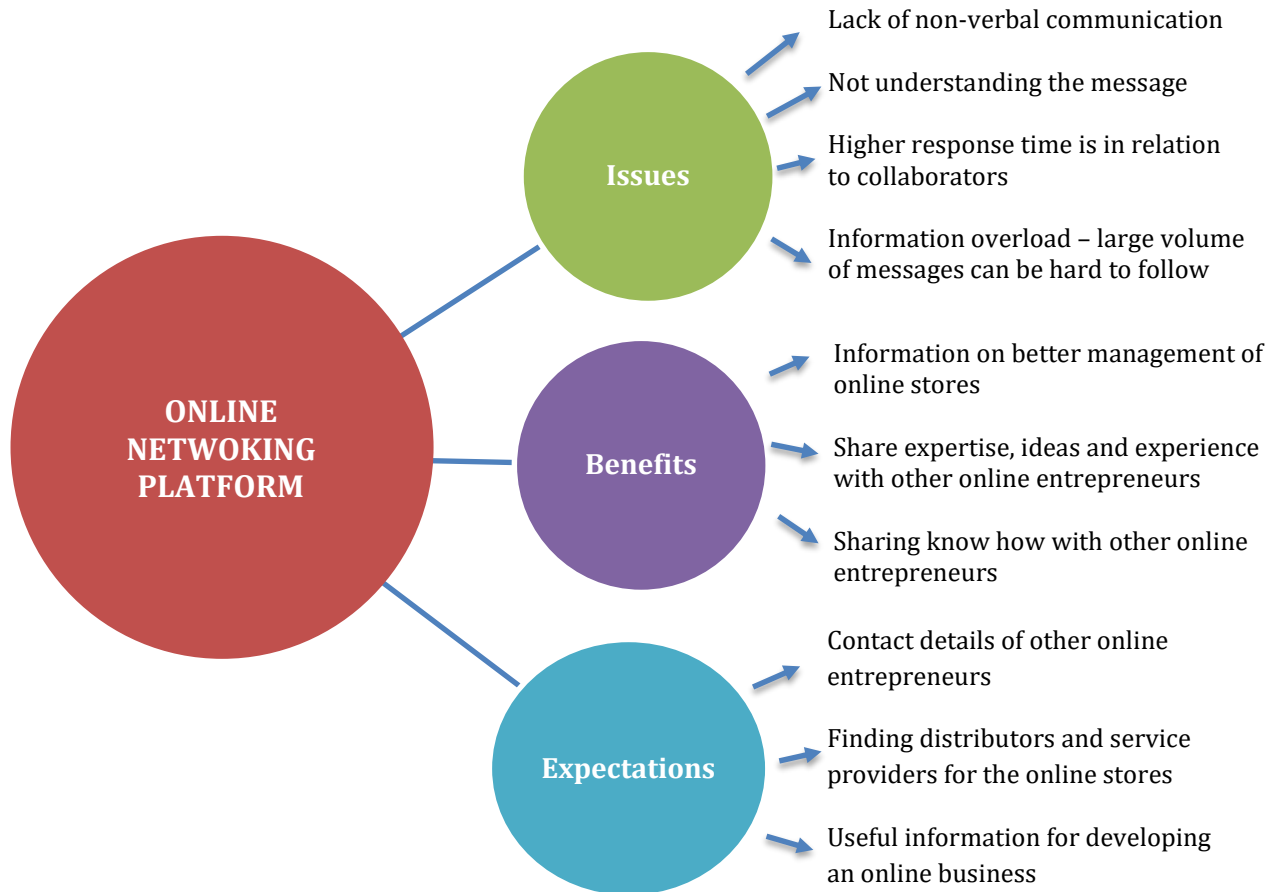 ONLINE
NETWOKING
PLATFORM
Issues
Lack of non-verbal communication
Not understanding the message
Higher response time is in relation
to collaborators
Information overload – large volume
of messages can be hard to follow
Benefits
Information on better management of
online stores
Share expertise, ideas and experience
with other online entrepreneurs
Sharing know how with other online
entrepreneurs
Expectations
Contact details of other online
entrepreneurs
Finding distributors and service
providers for the online stores
Useful information for developing
an online business